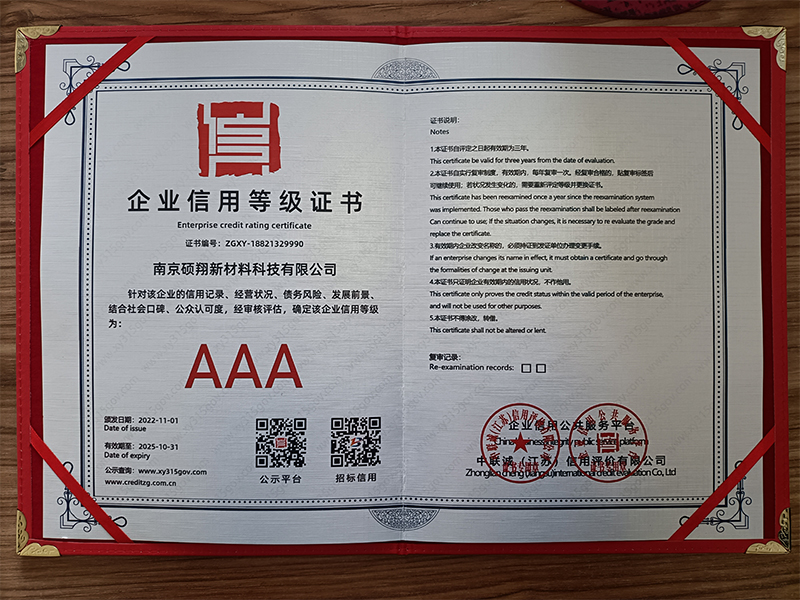 企业信用等级证书
Enterprise credit rating certificate
证书编号：ZGXY-18821329990
南京硕翔新材料科技有限公司
针对该企业的信用记录、经营状况、债务风险、发展前景、
结合社会口碑、公众认可度，经审核评估，确定该企业信用等级
为：
AAA
颁发日期：2022-11-01
Date of issue
有效期至：2025-10-31
Date of expiry
公示查询：www.xy315gov.com
www.creditzg.com.cn
公示平台
招标信用
证书说明：
Notes
1.本证书自评定之日起有效期为三年。
This certificate be valid for three years from the date of evaluation.
2.本证书自实行复审制度，有效期内，每年复审一次。经复审合格的，贴复审标签后
可继续使用；若状况发生变化的，需要重新评定等级并更换证书。
This certificate has been reexamined once a year since the reexamination system
was implemented. Those who pass the reexamination shall be labeled after reexamination
Can continue to use; if the situation changes, it is necessary to re evaluate the grade and
replace the certificate.
3.有效期内企业改变名称的，必须持证到发证单位办理变更手续。
If an enterprise changes its name in effect, it must obtain a certificate and go through
the formalities of change at the issuing unit.
4.本证书只证明企业有效期内的信用状况，不作他用。
This certificate only proves the credit status within the valid period of the enterprise,
and will not be used for other purposes.
5.本证书不得涂改，转借。
This certificate shall not be altered or lent.
复审记录：
Re-examination records:
企业信用公共服务平台
China business integrity public service platform
中联诚（江苏）信用评价有限公司